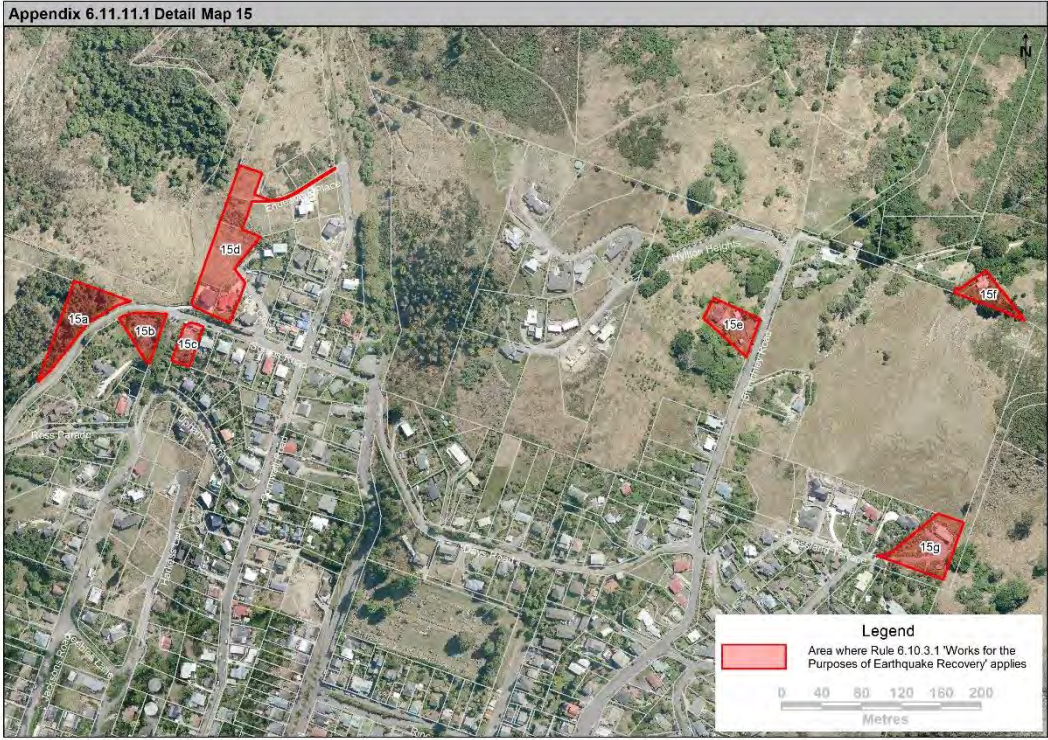 Appendix 6.11.11.1 Detail Map 15
N
Place
15d
Heights
15a
15b
15c
15e
15f
Ross Parade
15g
Legend
Area where Rule 6.10.3.1 'Works for the
Purposes of Earthquake Recovery' applies
0 40 80 120 160 200
Metres